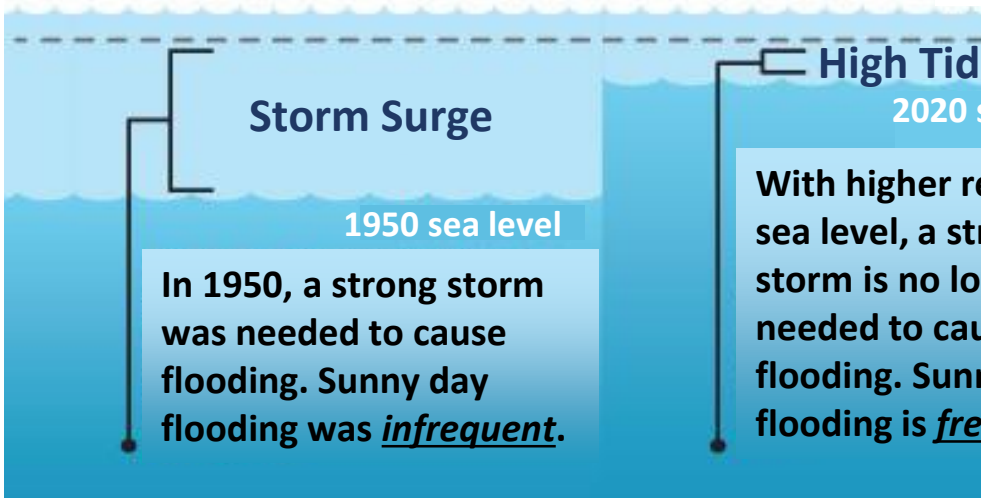 Storm Surge
1950 sea level
In 1950, a strong storm
was needed to cause
flooding. Sunny day
flooding was infrequent.
High Tid
2020 s
With higher re
sea level, a str
storm is no lo
needed to cau
flooding. Sunn
flooding is fre